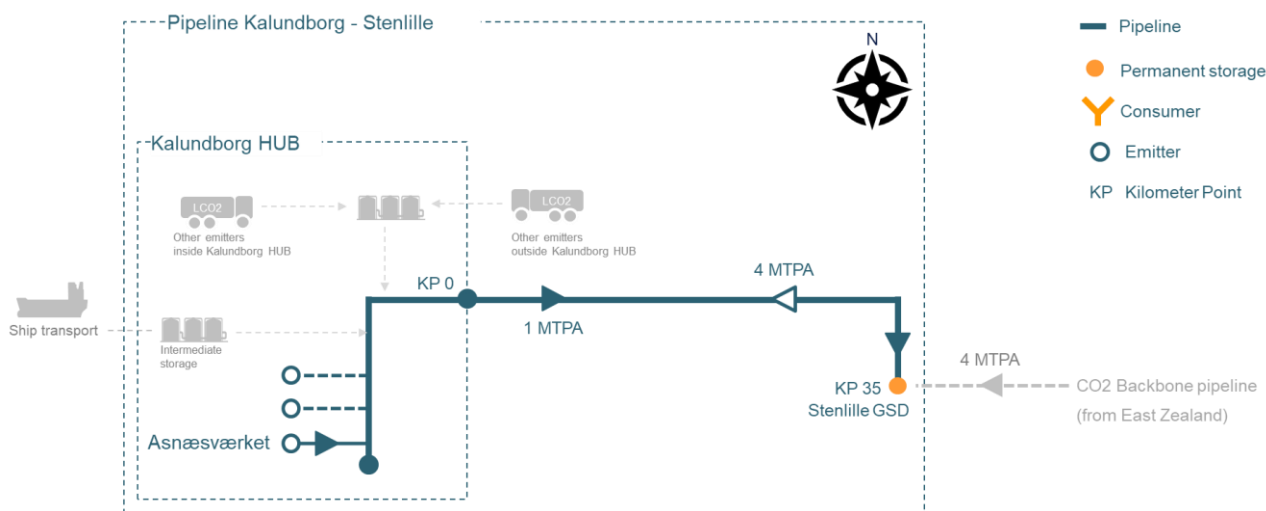 Pipeline Kalundborg - Stenlille
N
Pipeline
Permanent storage
Consumer
Emitter
KP Kilometer Point
Kalundborg HUB
LCO2
Other emitters
inside Kalundborg HUB
LCO2
Other emitters
outside Kalundborg HUB
KP 0
4 MTPA
1 MTPA
Ship transport
Intermediate
storage
4 MTPA
KP 35
Stenlille GSD
CO2 Backbone pipeline
(from East Zealand)
Asnæsværket